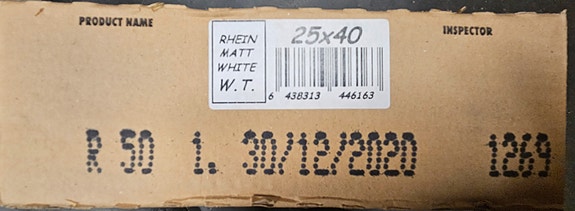 PRODUCT NAME
RHEIN
MATT
WHITE
W.T.
25x40
6 438313 446163
INSPECTOR
R 50 1. 30/12/2020 1269